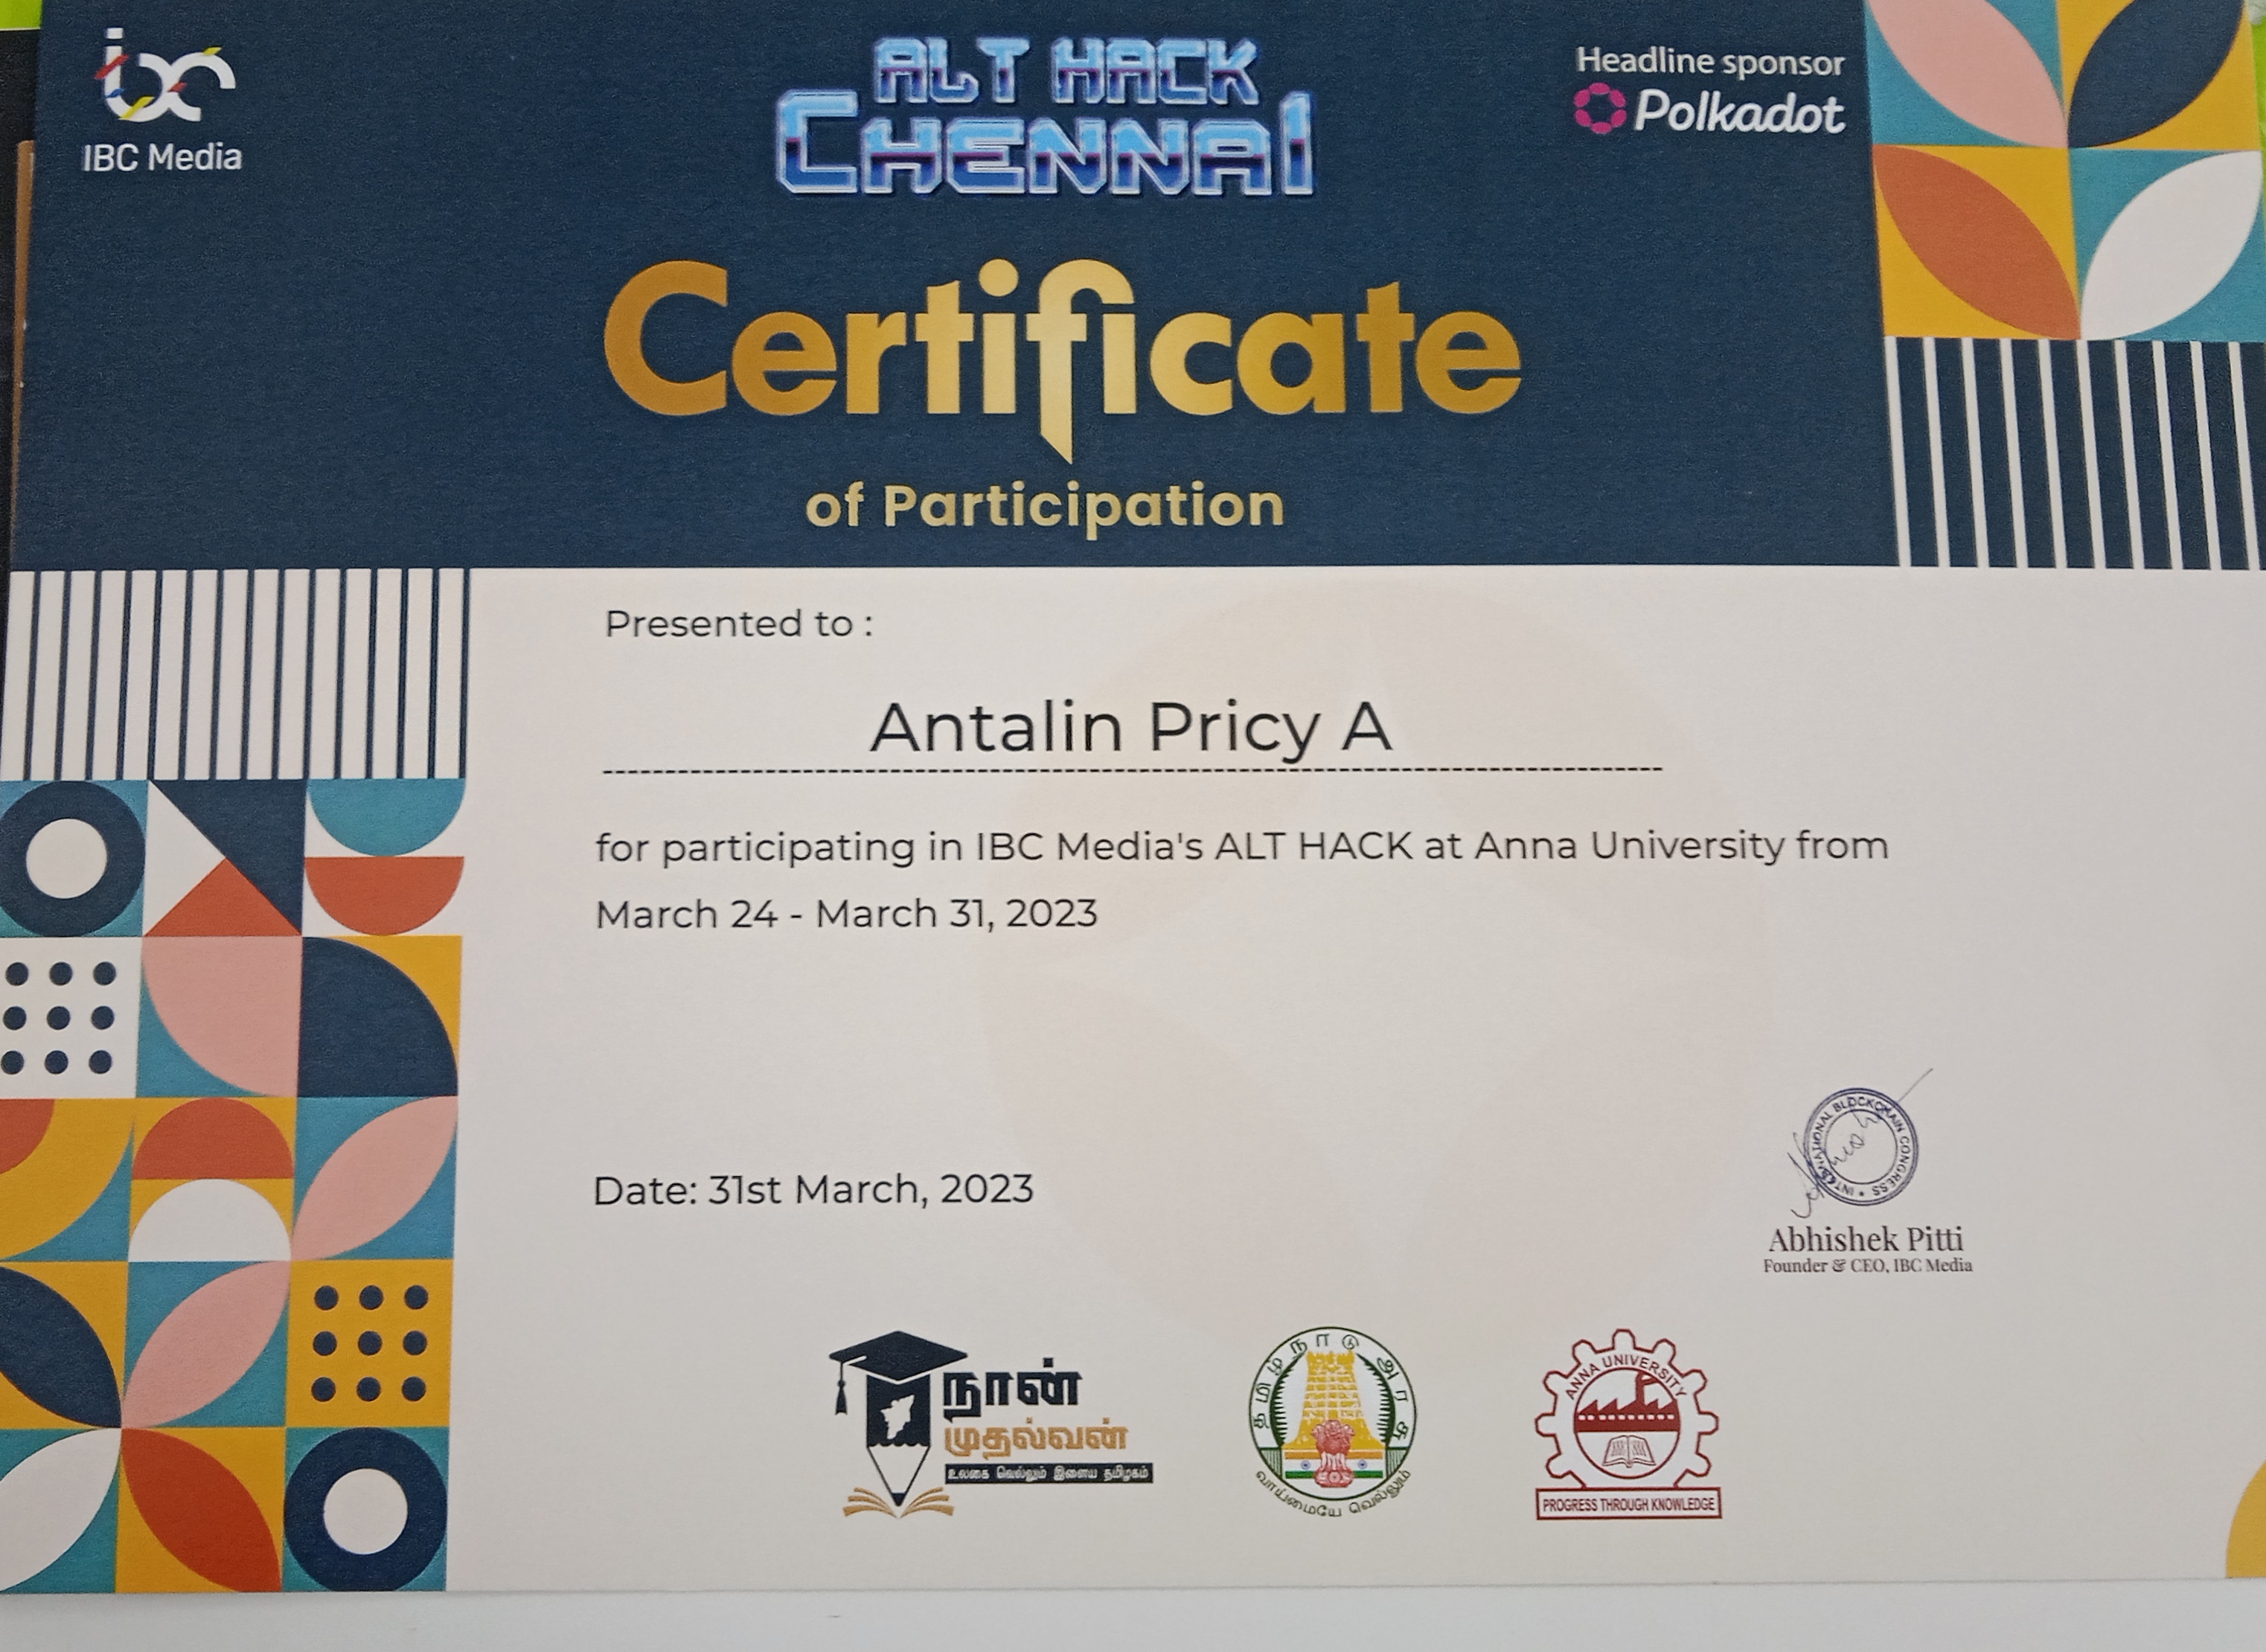 IBC Media
ALT HACK
CHENNAI
Headline sponsor
Polkadot
Certificate
of Participation
Presented to :
Antalin Pricy A
for participating in IBC Media's ALT HACK at Anna University from
March 24 - March 31, 2023
Date: 31st March, 2023
INTERNATIONAL BLOCKCHAIN CONGRESS
Abhishek Pitti
Founder & CEO, IBC Media
நான்
முதல்வன்
உலகை வெல்லும் இளைய தமிழகம்
தமிழ்நாடு அரசு
வாய்மையே வெல்லும்
ANNA UNIVERSITY
PROGRESS THROUGH KNOWLEDGE